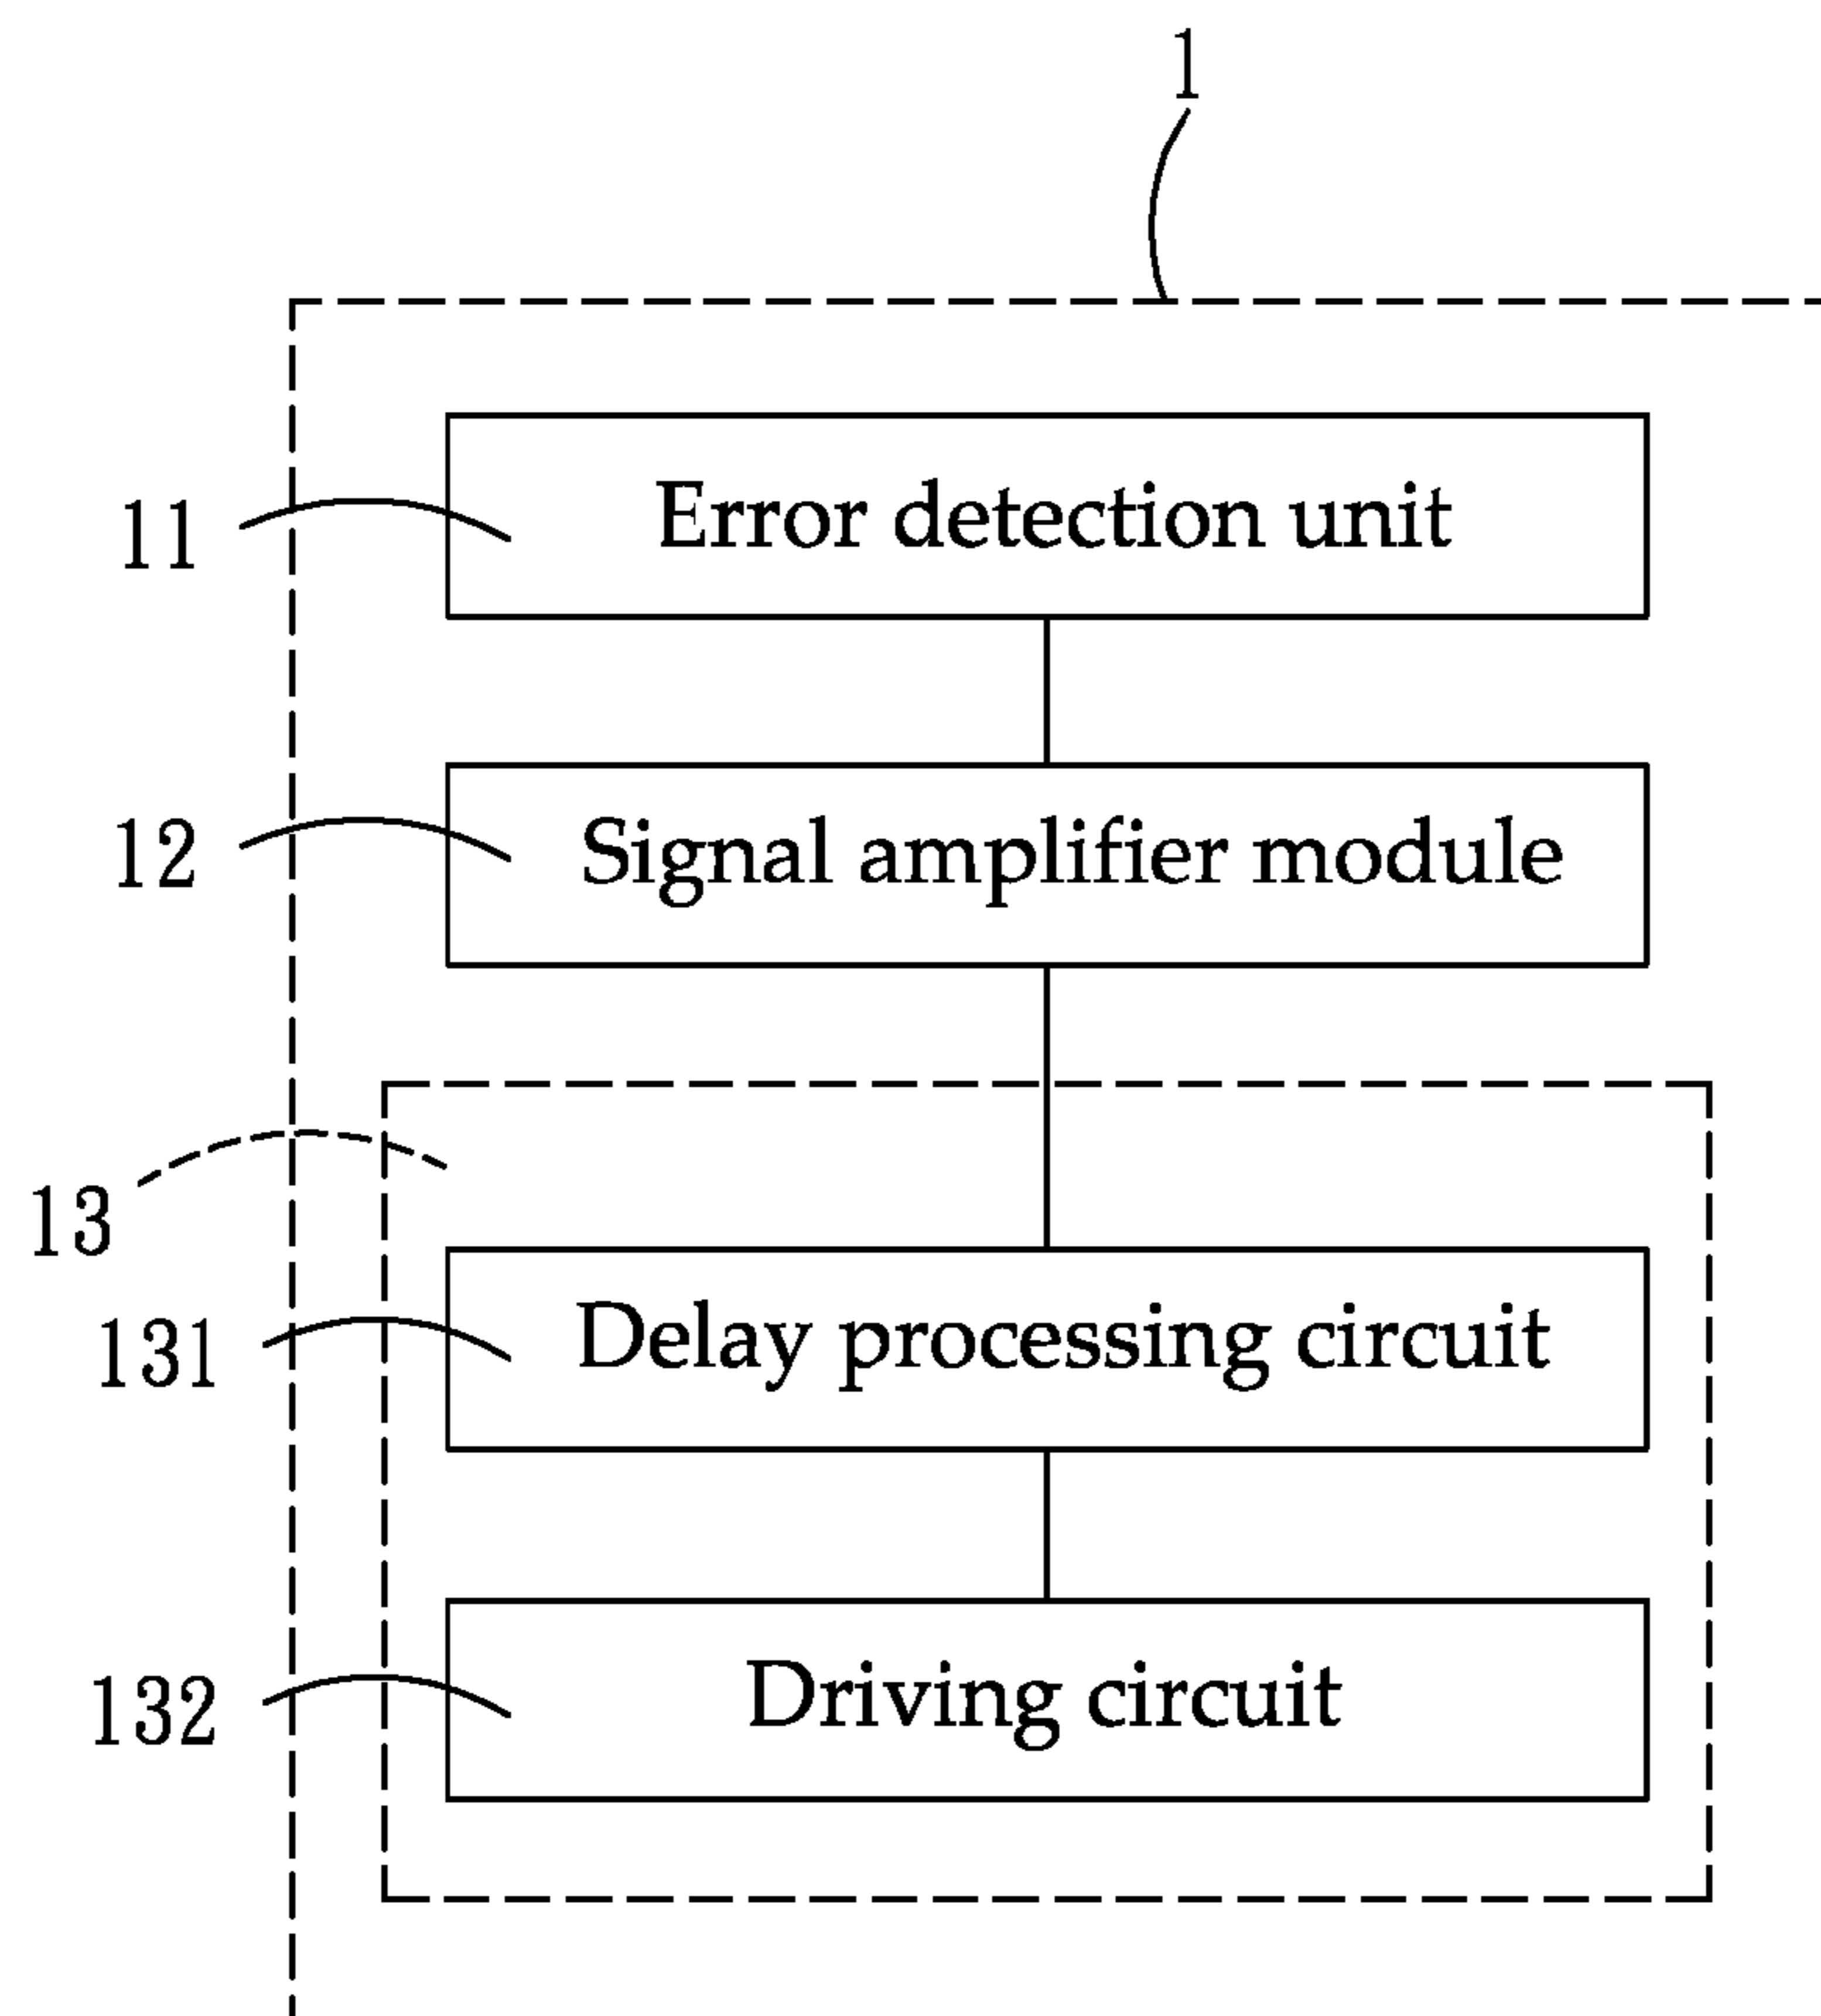 1
11
Error detection unit
12
Signal amplifier module
13
131
Delay processing circuit
132
Driving circuit